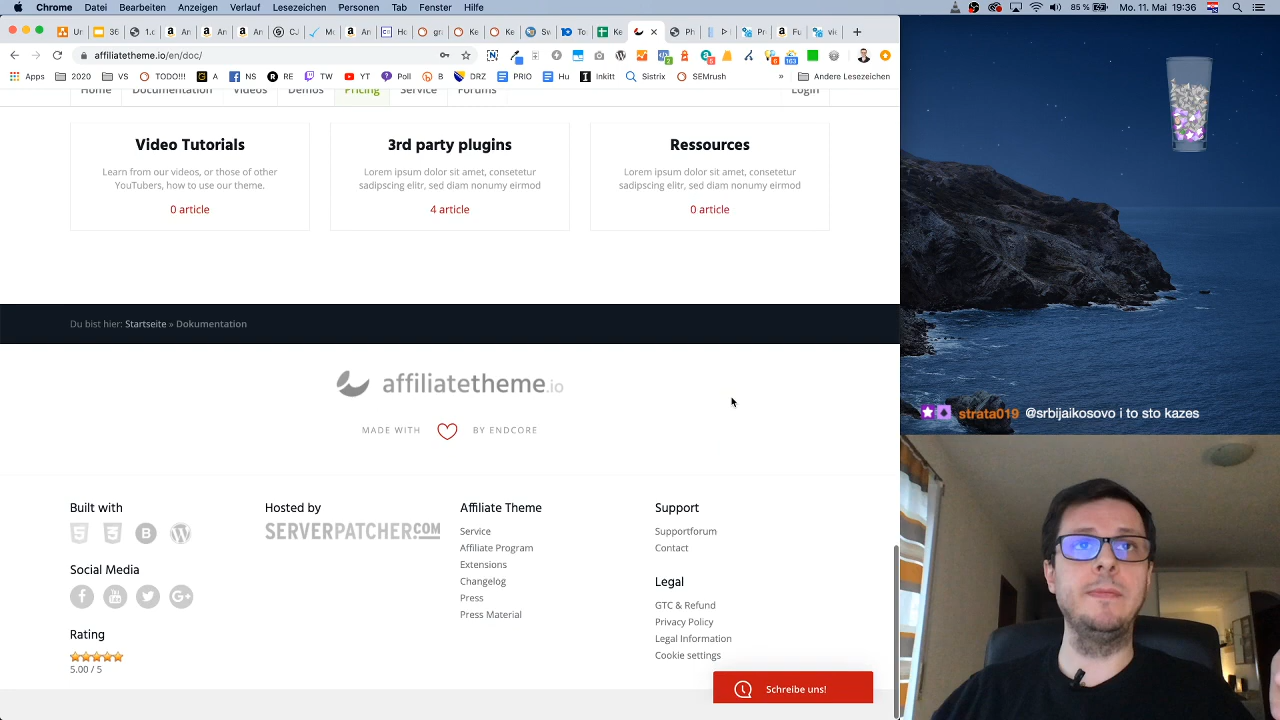 Chrome Datei Bearbeiten Anzeigen Verlauf Lesezeichen Personen Tab Fenster Hilfe
85% Mo. 11. Mai 19:36
affiliatetheme.io/en/doc/
Apps 2020 VS TODO!!! A NS RE TW YT Poll B DRZ PRIO Hu Inkitt Sistrix SEMrush » Andere Lesezeichen
Home Documentation Videos Demos Pricing Service Forums Login
Video Tutorials
Learn from our videos, or those of other
YouTubers, how to use our theme.
0 article
3rd party plugins
Lorem ipsum dolor sit amet, consetetur
sadipscing elitr, sed diam nonumy eirmod
4 article
Ressources
Lorem ipsum dolor sit amet, consetetur
sadipscing elitr, sed diam nonumy eirmod
0 article
Du bist hier: Startseite » Dokumentation
affiliatetheme.io
MADE WITH BY ENDCORE
Built with
Social Media
Rating
5.00 / 5
Hosted by
SERVERPATCHER.COM
Affiliate Theme
Service
Affiliate Program
Extensions
Changelog
Press
Press Material
Support
Supportforum
Contact
Legal
GTC & Refund
Privacy Policy
Legal Information
Cookie settings
Schreibe uns!
strata019 @srbijaikosovo i to sto kazes